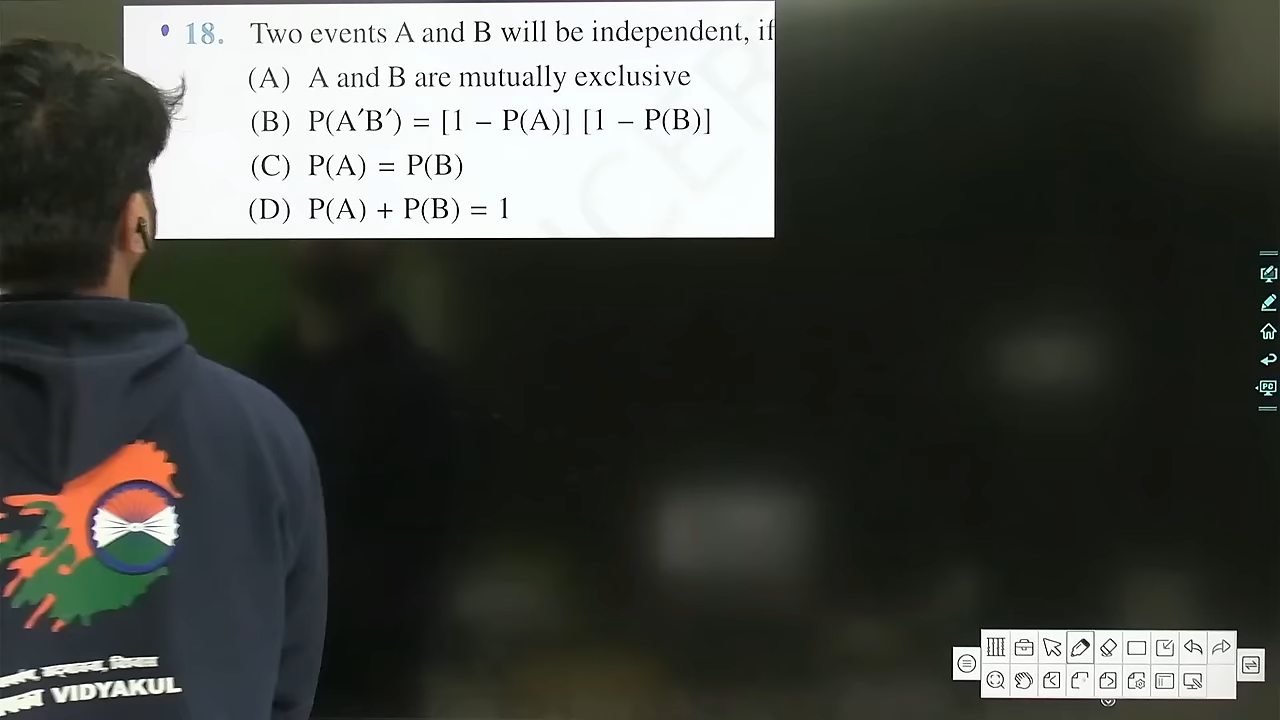 • 18. Two events A and B will be independent, if
(A) A and B are mutually exclusive
(B) P(A′B′) = [1 – P(A)] [1 – P(B)]
(C) P(A) = P(B)
(D) P(A) + P(B) = 1
VIDYAKUL